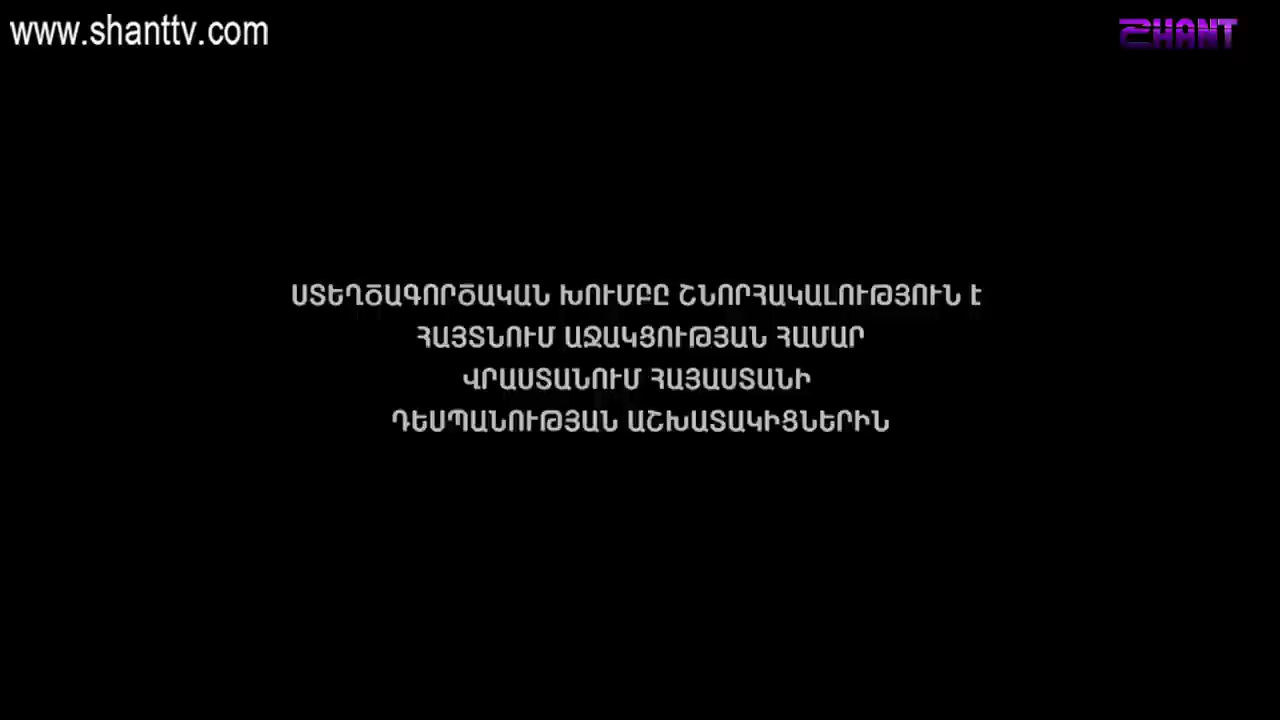 www.shanttv.com
SHANT
ՍՏԵՂԾԱԳՈՐԾԱԿԱՆ ԽՈՒՄԲԸ ՇՆՈՐՀԱԿԱԼՈՒԹՅՈՒՆ Է
ՀԱՅՏՆՈՒՄ ԱՋԱԿՑՈՒԹՅԱՆ ՀԱՄԱՐ
ՎՐԱՍՏԱՆՈՒՄ ՀԱՅԱՍՏԱՆԻ
ԴԵՍՊԱՆՈՒԹՅԱՆ ԱՇԽԱՏԱԿԻՑՆԵՐԻՆ